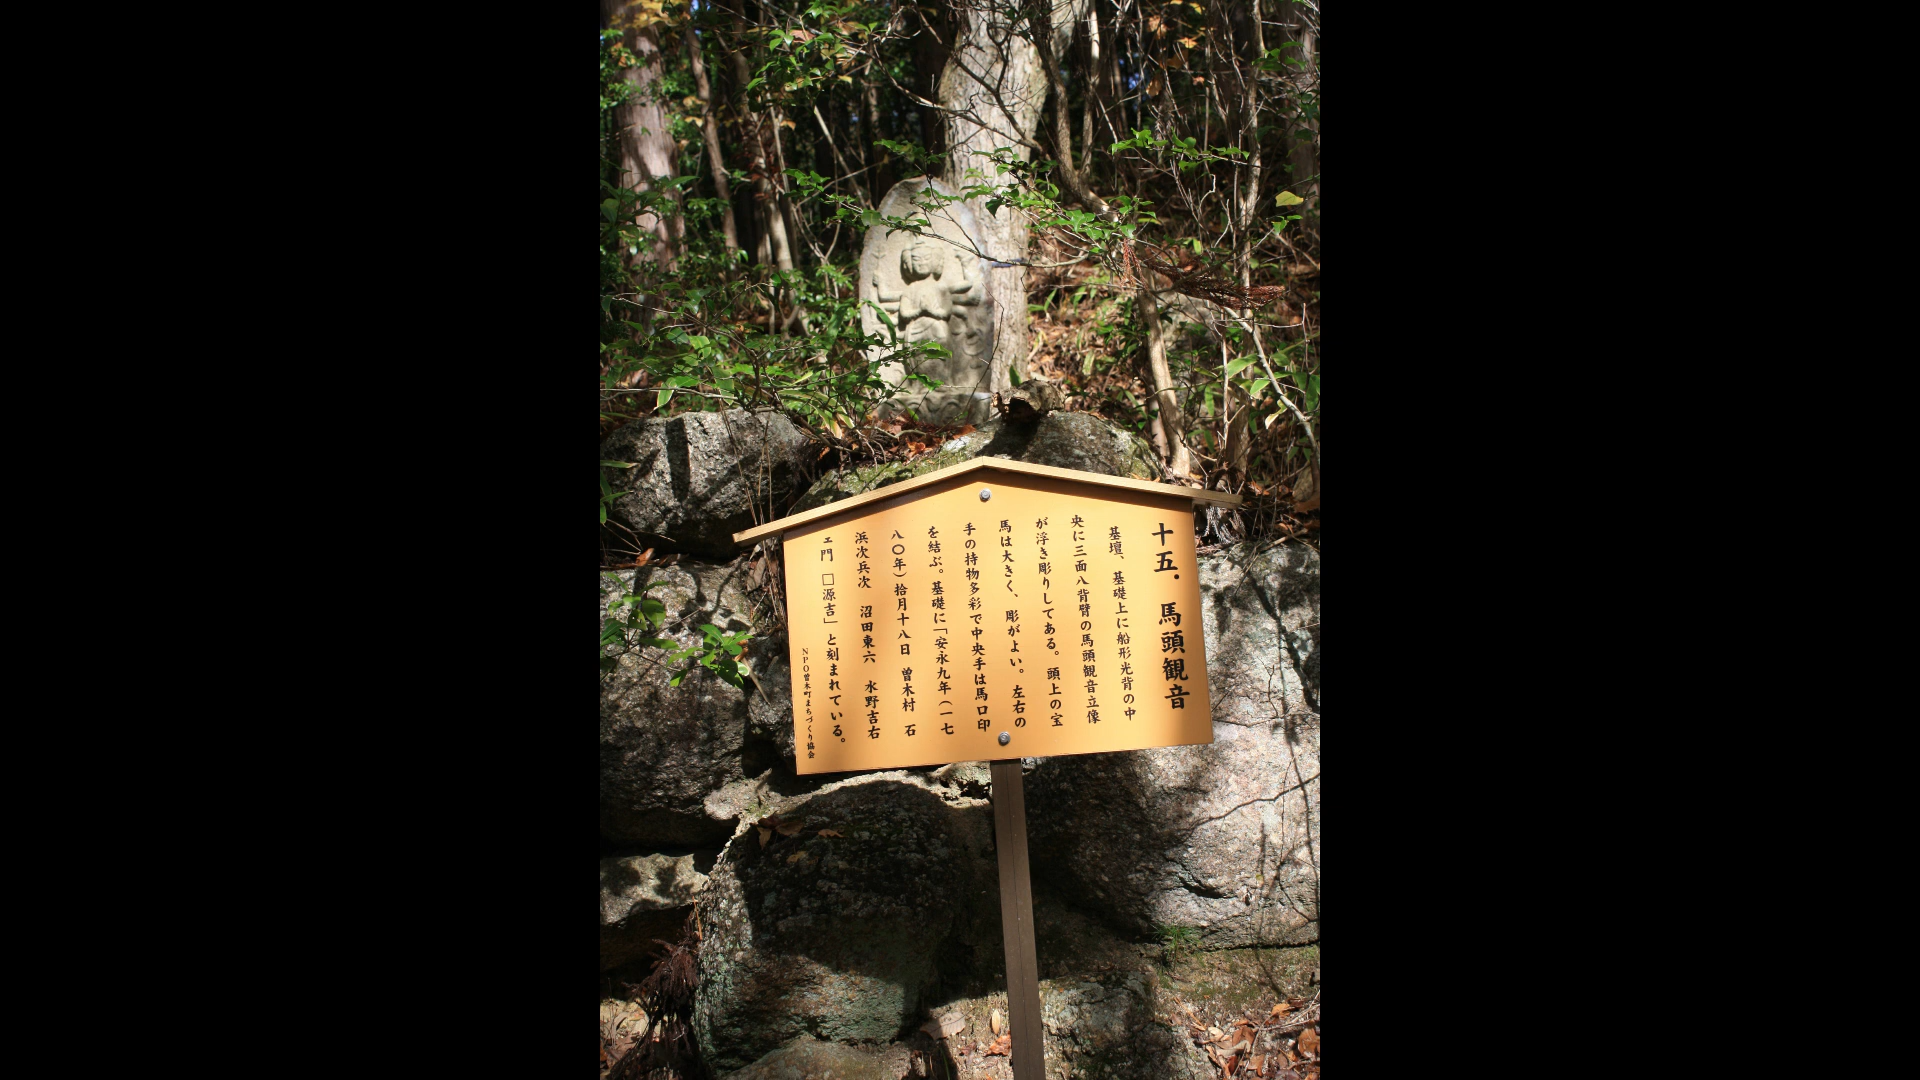 十五. 馬頭観音
基壇、基礎上に船形光背の中
央に三面八背臂の馬頭観音立像
が浮き彫りしてある。頭上の宝
馬は大きく、彫がよい。左右の
手の持物多彩で中央手は馬口印
を結ぶ。基礎に「安永九年（一七
八〇年）拾月十八日 曽木村 石
浜次兵次 沼田東六 水野吉右
ェ門 □源吉」と刻まれている。
NPO曽木町まちづくり協会